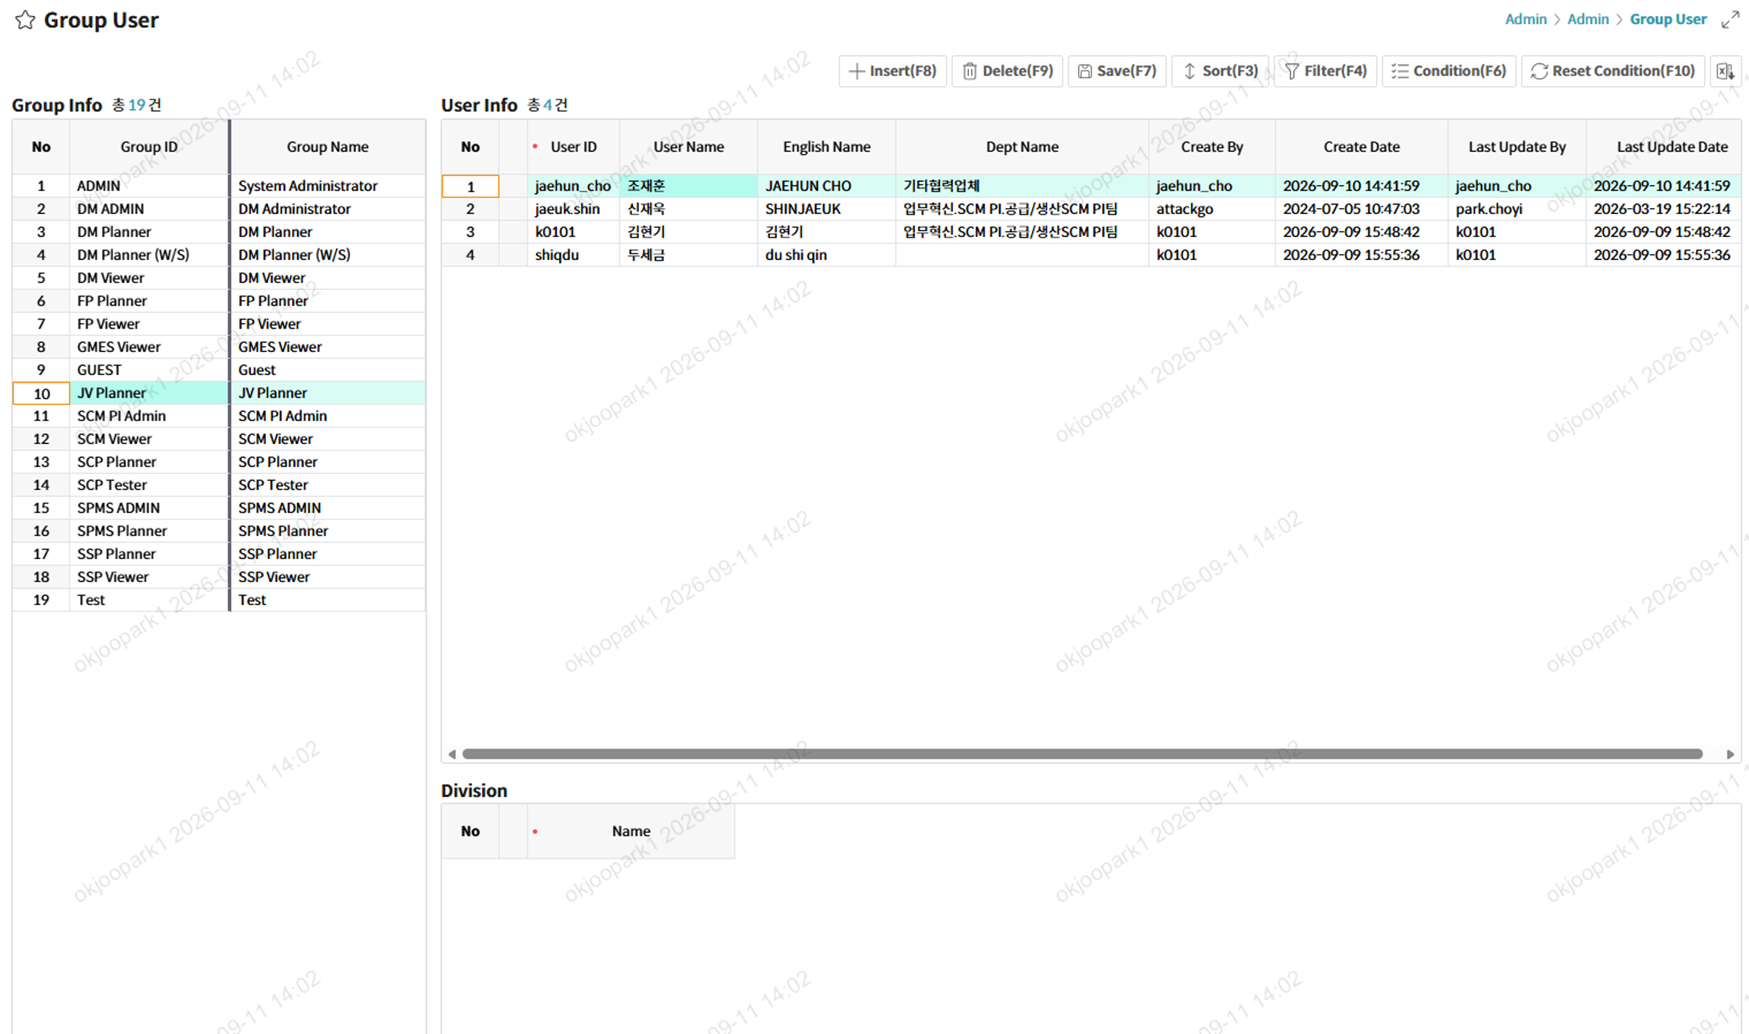 Group User
Admin > Admin > Group User
Insert(F8) Delete(F9) Save(F7) Sort(F3) Filter(F4) Condition(F6) Reset Condition(F10)
Group Info 총 19 건
No Group ID Group Name
1 ADMIN System Administrator
2 DM ADMIN DM Administrator
3 DM Planner DM Planner
4 DM Planner (W/S) DM Planner (W/S)
5 DM Viewer DM Viewer
6 FP Planner FP Planner
7 FP Viewer FP Viewer
8 GMES Viewer GMES Viewer
9 GUEST Guest
10 JV Planner JV Planner
11 SCM PI Admin SCM PI Admin
12 SCM Viewer SCM Viewer
13 SCP Planner SCP Planner
14 SCP Tester SCP Tester
15 SPMS ADMIN SPMS ADMIN
16 SPMS Planner SPMS Planner
17 SSP Planner SSP Planner
18 SSP Viewer SSP Viewer
19 Test Test
User Info 총 4 건
No • User ID User Name English Name Dept Name Create By Create Date Last Update By Last Update Date
1 jaehun_cho 조재훈 JAEHUN CHO 기타협력업체 jaehun_cho 2026-09-10 14:41:59 jaehun_cho 2026-09-10 14:41:59
2 jaeuk.shin 신재욱 SHINJAEUK 업무혁신.SCM PI.공급/생산SCM PI팀 attackgo 2024-07-05 10:47:03 park.choyi 2026-03-19 15:22:14
3 k0101 김현기 김현기 업무혁신.SCM PI.공급/생산SCM PI팀 k0101 2026-09-09 15:48:42 k0101 2026-09-09 15:48:42
4 shiqdu 두세금 du shi qin k0101 2026-09-09 15:55:36 k0101 2026-09-09 15:55:36
Division
No • Name
okjoopark1 2026-09-11 14:02